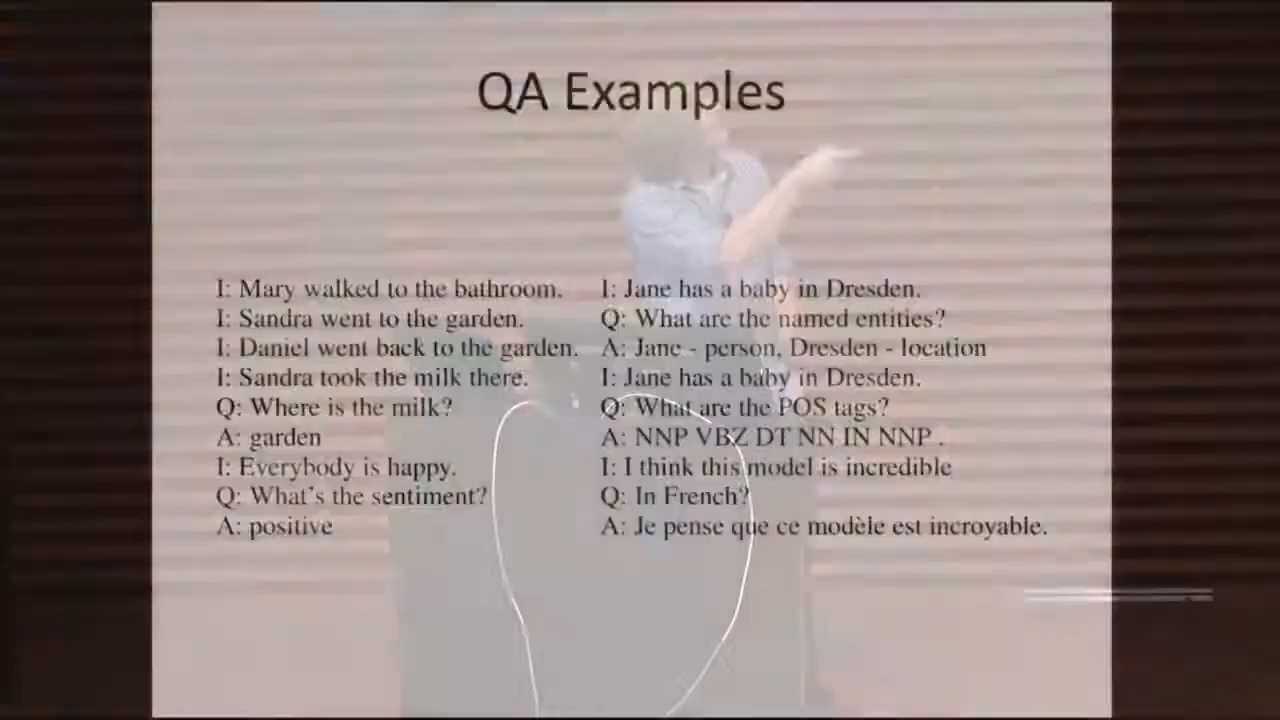 QA Examples
I: Mary walked to the bathroom.
I: Sandra went to the garden.
I: Daniel went back to the garden.
I: Sandra took the milk there.
Q: Where is the milk?
A: garden
I: Everybody is happy.
Q: What's the sentiment?
A: positive
I: Jane has a baby in Dresden.
Q: What are the named entities?
A: Jane - person, Dresden - location
I: Jane has a baby in Dresden.
Q: What are the POS tags?
A: NNP VBZ DT NN IN NNP .
I: I think this model is incredible
Q: In French?
A: Je pense que ce modèle est incroyable.